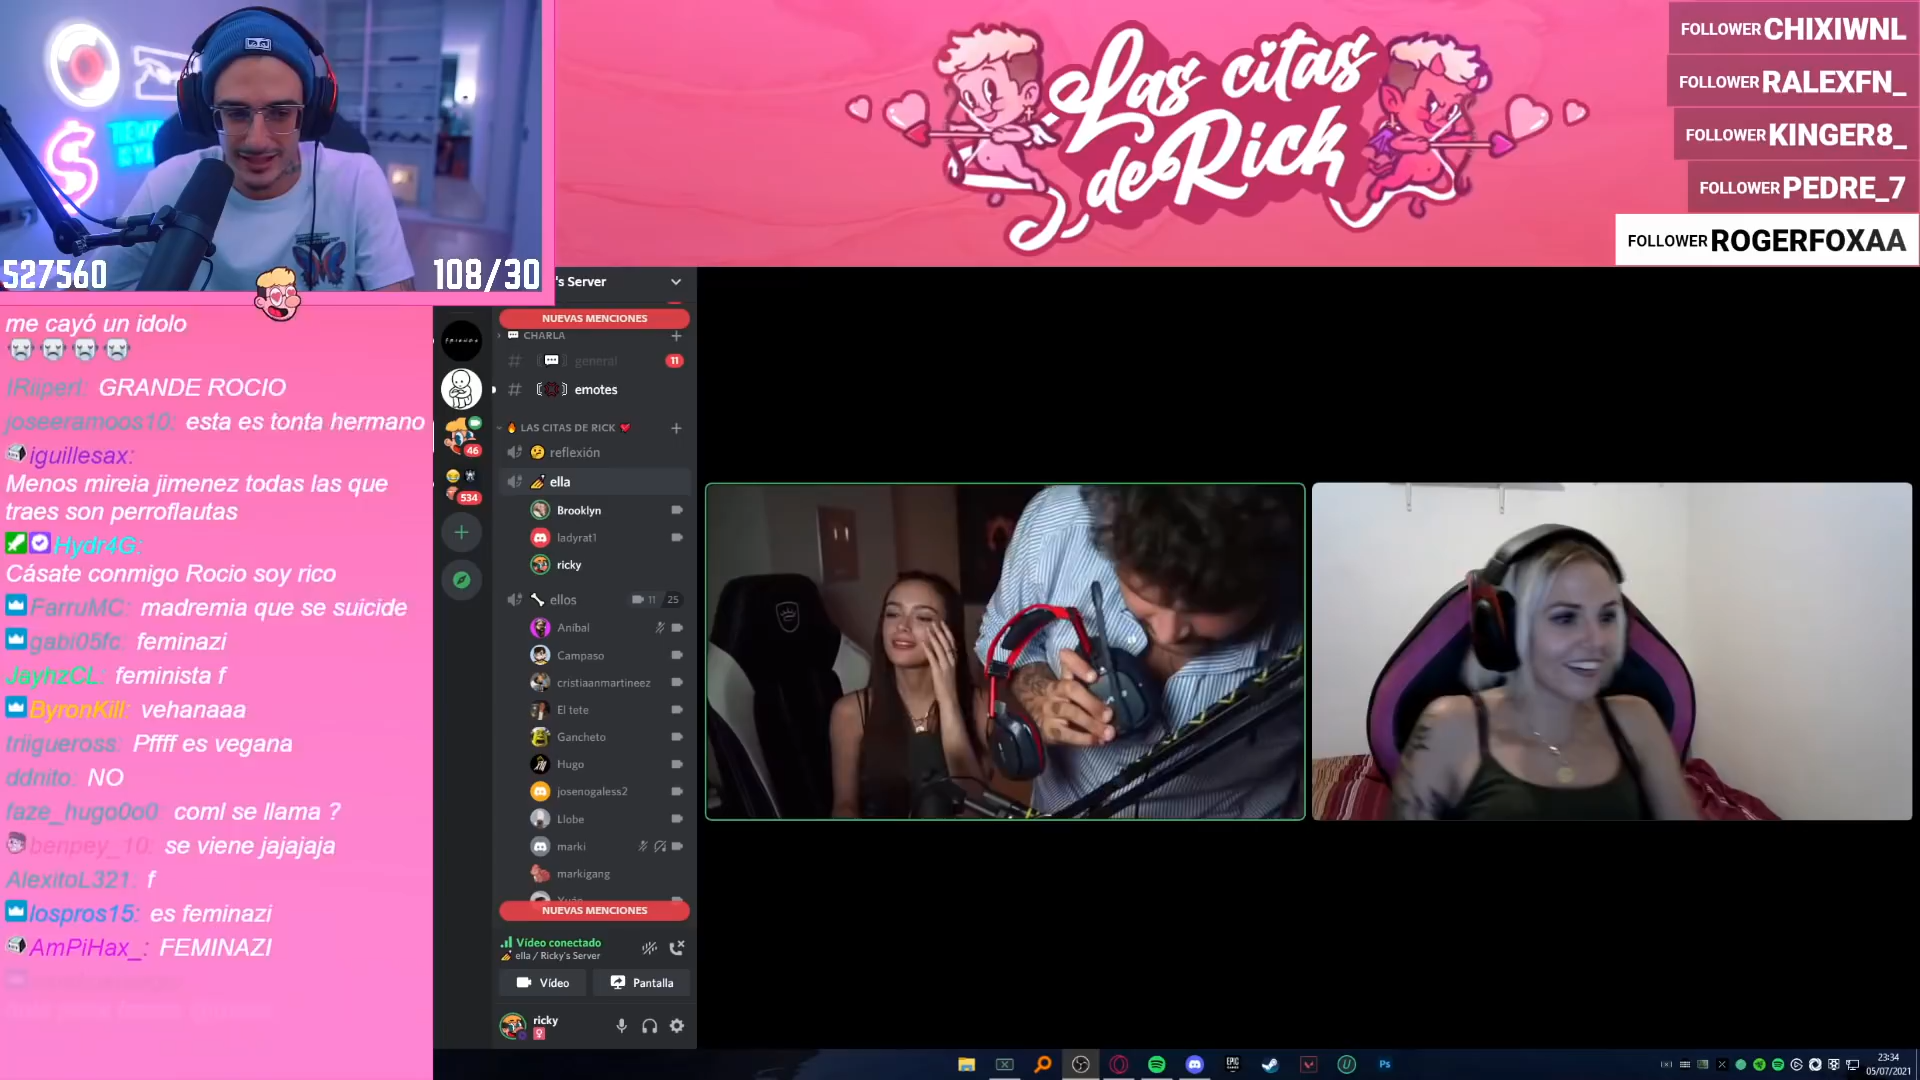 527560
108/30
Las citas
de Rick
FOLLOWER CHIXIWNL
FOLLOWER RALEXFN_
FOLLOWER KINGER8_
FOLLOWER PEDRE_7
FOLLOWER ROGERFOXAA
me cayó un idolo
IRiiperI: GRANDE ROCIO
joseeramoos10: esta es tonta hermano
iguillesax:
Menos mireia jimenez todas las que
traes son perroflautas
Hydr4G:
Cásate conmigo Rocio soy rico
FarruMC: madremia que se suicide
gabi05fc: feminazi
JayhzCL: feminista f
ByronKill: vehanaaa
triigueross: Pffff es vegana
ddnito: NO
faze_hugo0o0 coml se llama ?
benpey_10: se viene jajajaja
AlexitoL321: f
lospros15: es feminazi
AmPiHax_: FEMINAZI
's Server
NUEVAS MENCIONES
CHARLA
general
11
emotes
LAS CITAS DE RICK
reflexión
ella
Brooklyn
ladyrat1
ricky
ellos 11 25
Aníbal
Campaso
cristiaanmartineez
El tete
Gancheto
Hugo
josenogaless2
Llobe
marki
markigang
NUEVAS MENCIONES
Vídeo conectado
ella / Ricky's Server
Vídeo
Pantalla
ricky
46
534
EPIC
Ps
23:34
05/07/2021